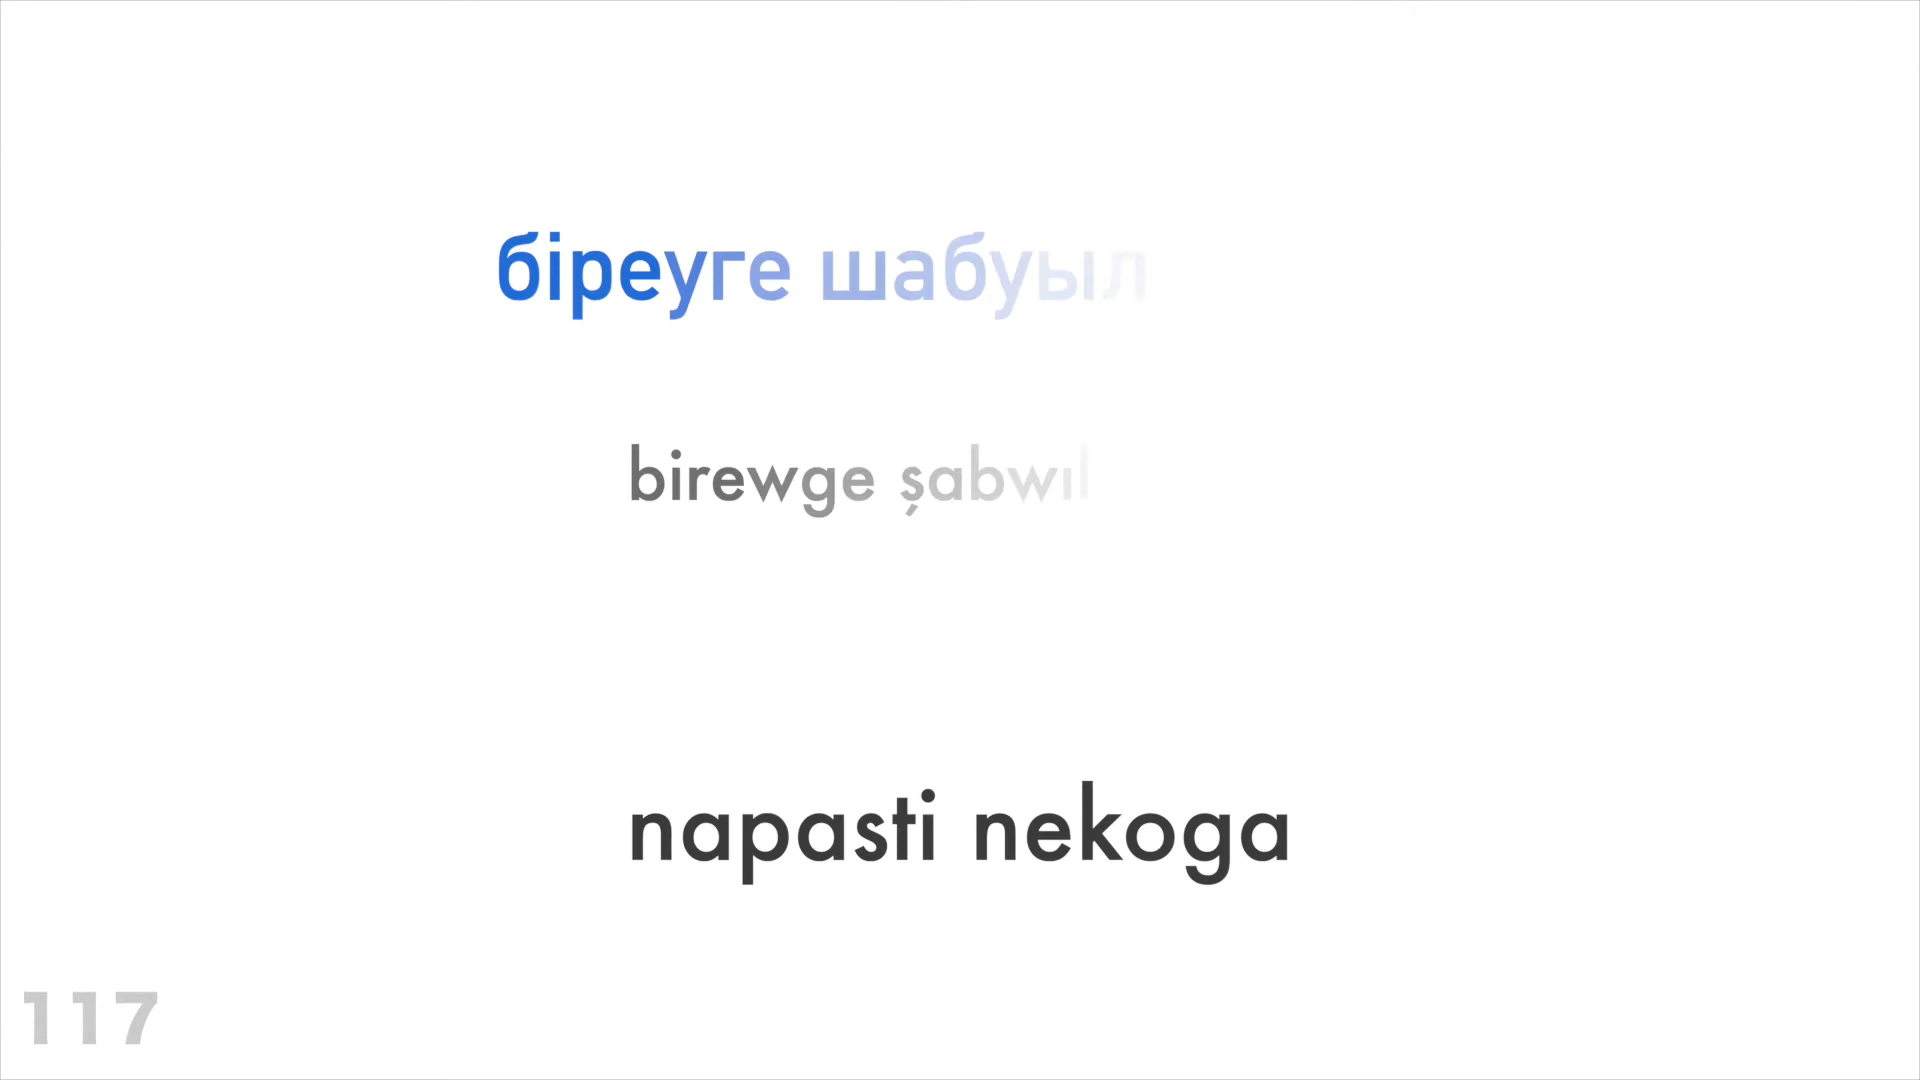 біреуге шабуыл
birewge şabwıl
napasti nekoga
117